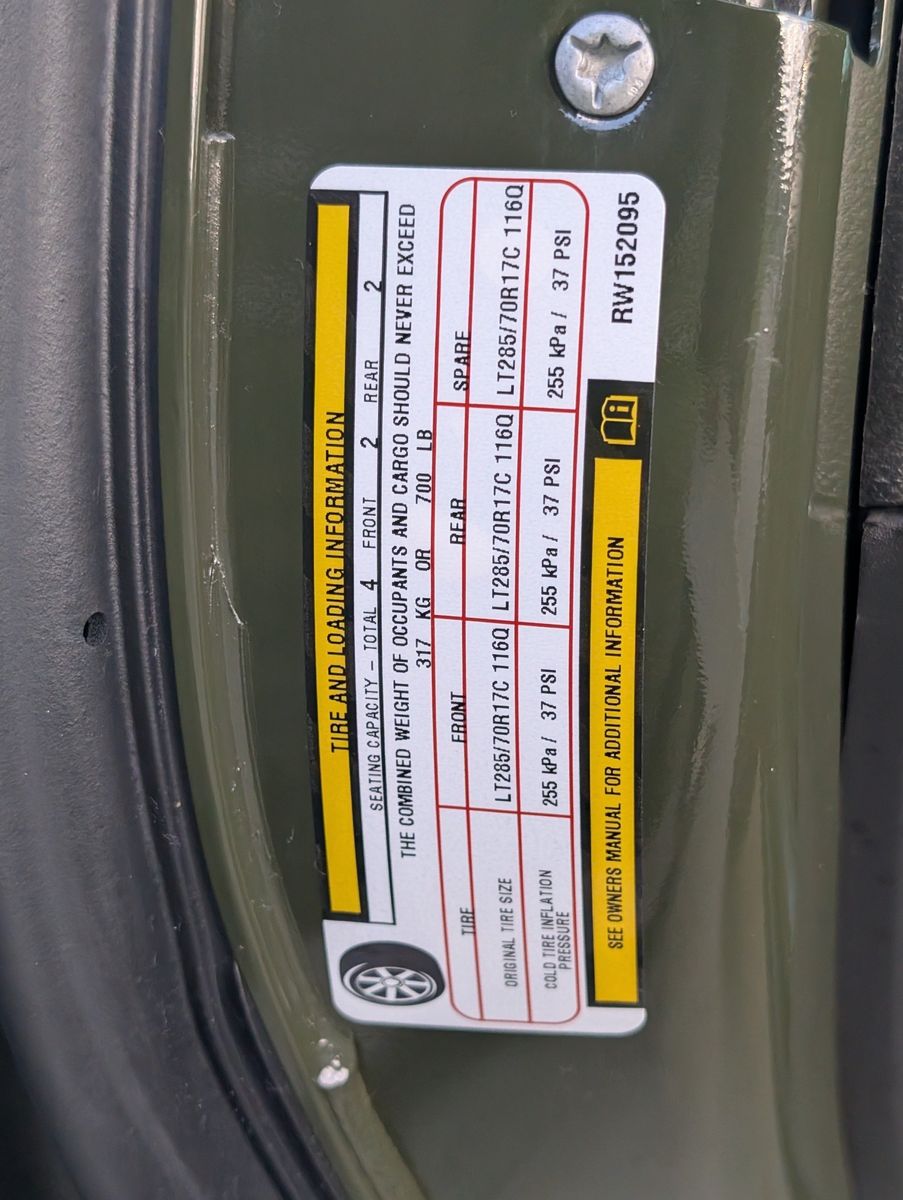 TIRE AND LOADING INFORMATION
SEATING CAPACITY – TOTAL 4 FRONT 2 REAR 2
THE COMBINED WEIGHT OF OCCUPANTS AND CARGO SHOULD NEVER EXCEED
317 KG OR 700 LB
TIRE FRONT REAR SPARE
ORIGINAL TIRE SIZE LT285/70R17C 116Q LT285/70R17C 116Q LT285/70R17C 116Q
COLD TIRE INFLATION PRESSURE 255 kPa / 37 PSI 255 kPa / 37 PSI 255 kPa / 37 PSI
SEE OWNERS MANUAL FOR ADDITIONAL INFORMATION
RW152095